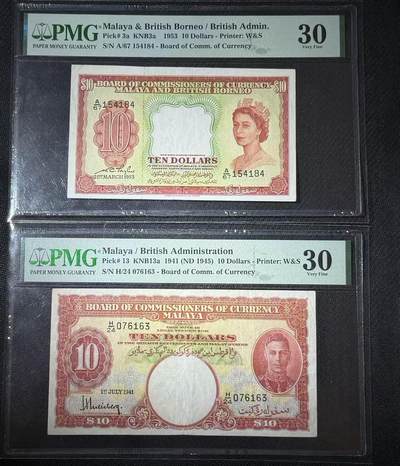 PMG
PAPER MONEY GUARANTY
Malaya & British Borneo / British Admin.
Pick# 3a KNB3a 1953 10 Dollars - Printer: W&S
S/N A/67 154184 - Board of Comm. of Currency
30
Very Fine
BOARD OF COMMISSIONERS OF CURRENCY
MALAYA AND BRITISH BORNEO
$10
$10
A/67 154184
10
TEN DOLLARS
21ST MARCH 1953
A/67 154184
PMG
PAPER MONEY GUARANTY
Malaya / British Administration
Pick# 13 KNB13a 1941 (ND 1945) 10 Dollars - Printer: W&S
S/N H/24 076163 - Board of Comm. of Currency
30
Very Fine
BOARD OF COMMISSIONERS OF CURRENCY
MALAYA
H/24 076163
TEN DOLLARS
10
1ST JULY 1941
H/24 076163
$10
$10